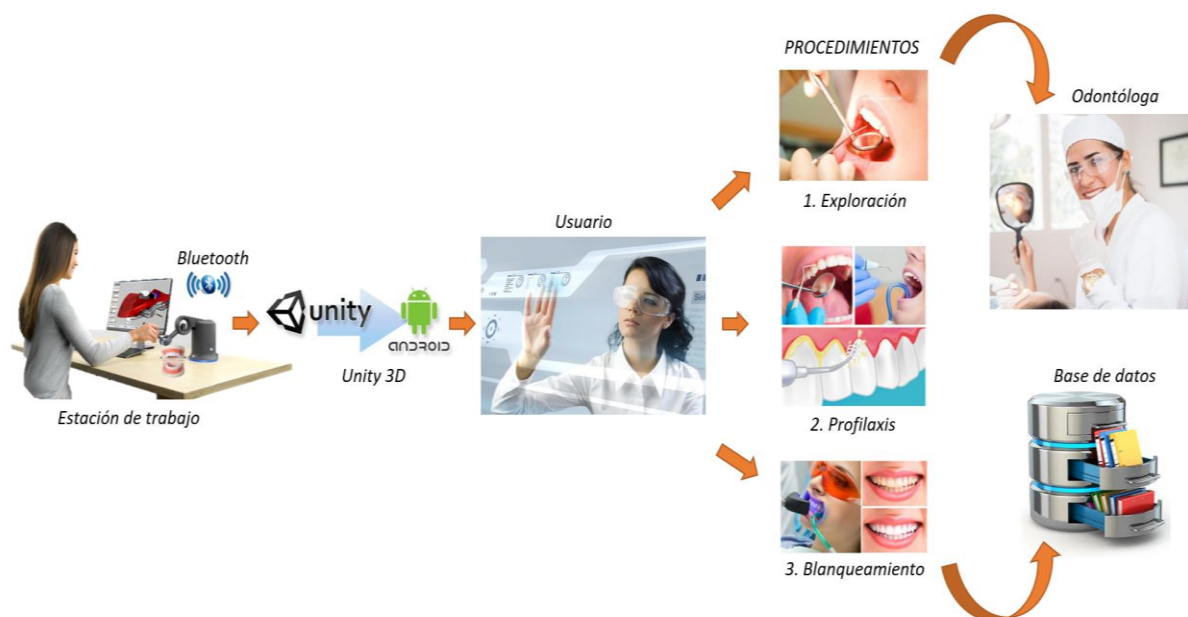 PROCEDIMIENTOS
Odontóloga
1. Exploración
Usuario
Bluetooth
unity
ANDROID
Unity 3D
Estación de trabajo
2. Profilaxis
Base de datos
3. Blanqueamiento